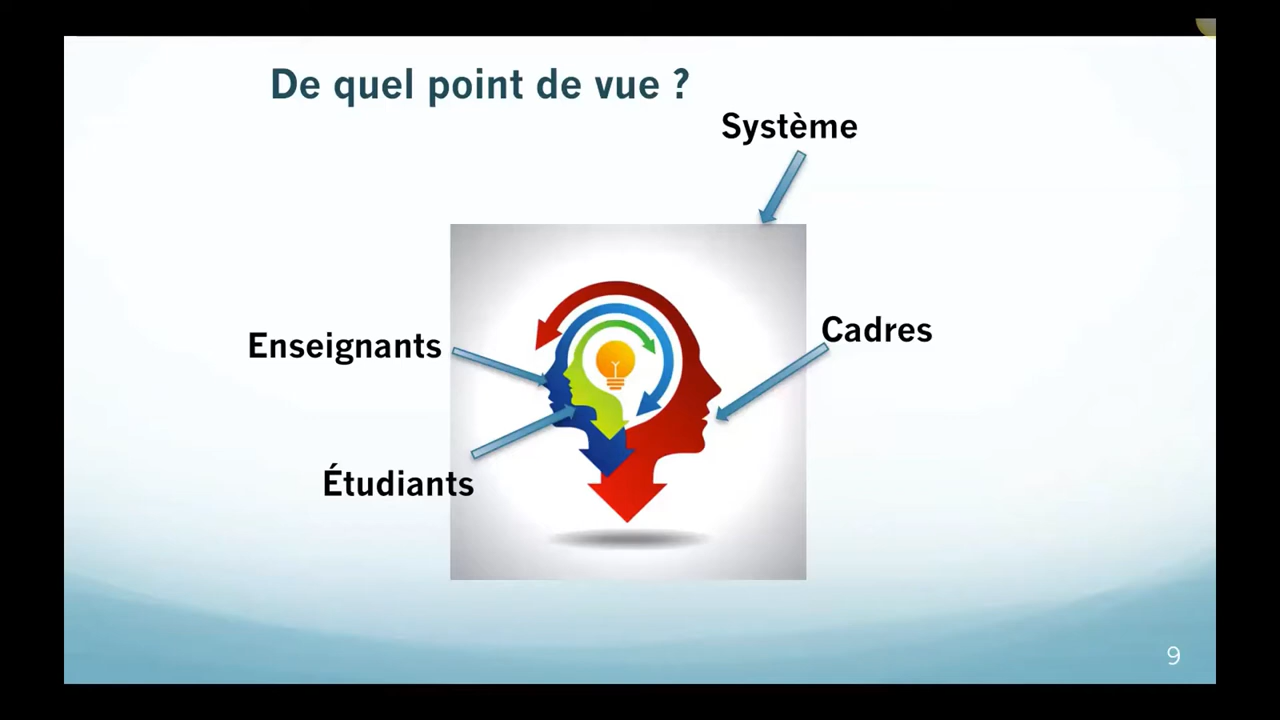 De quel point de vue ?
Système
Cadres
Enseignants
Étudiants
9